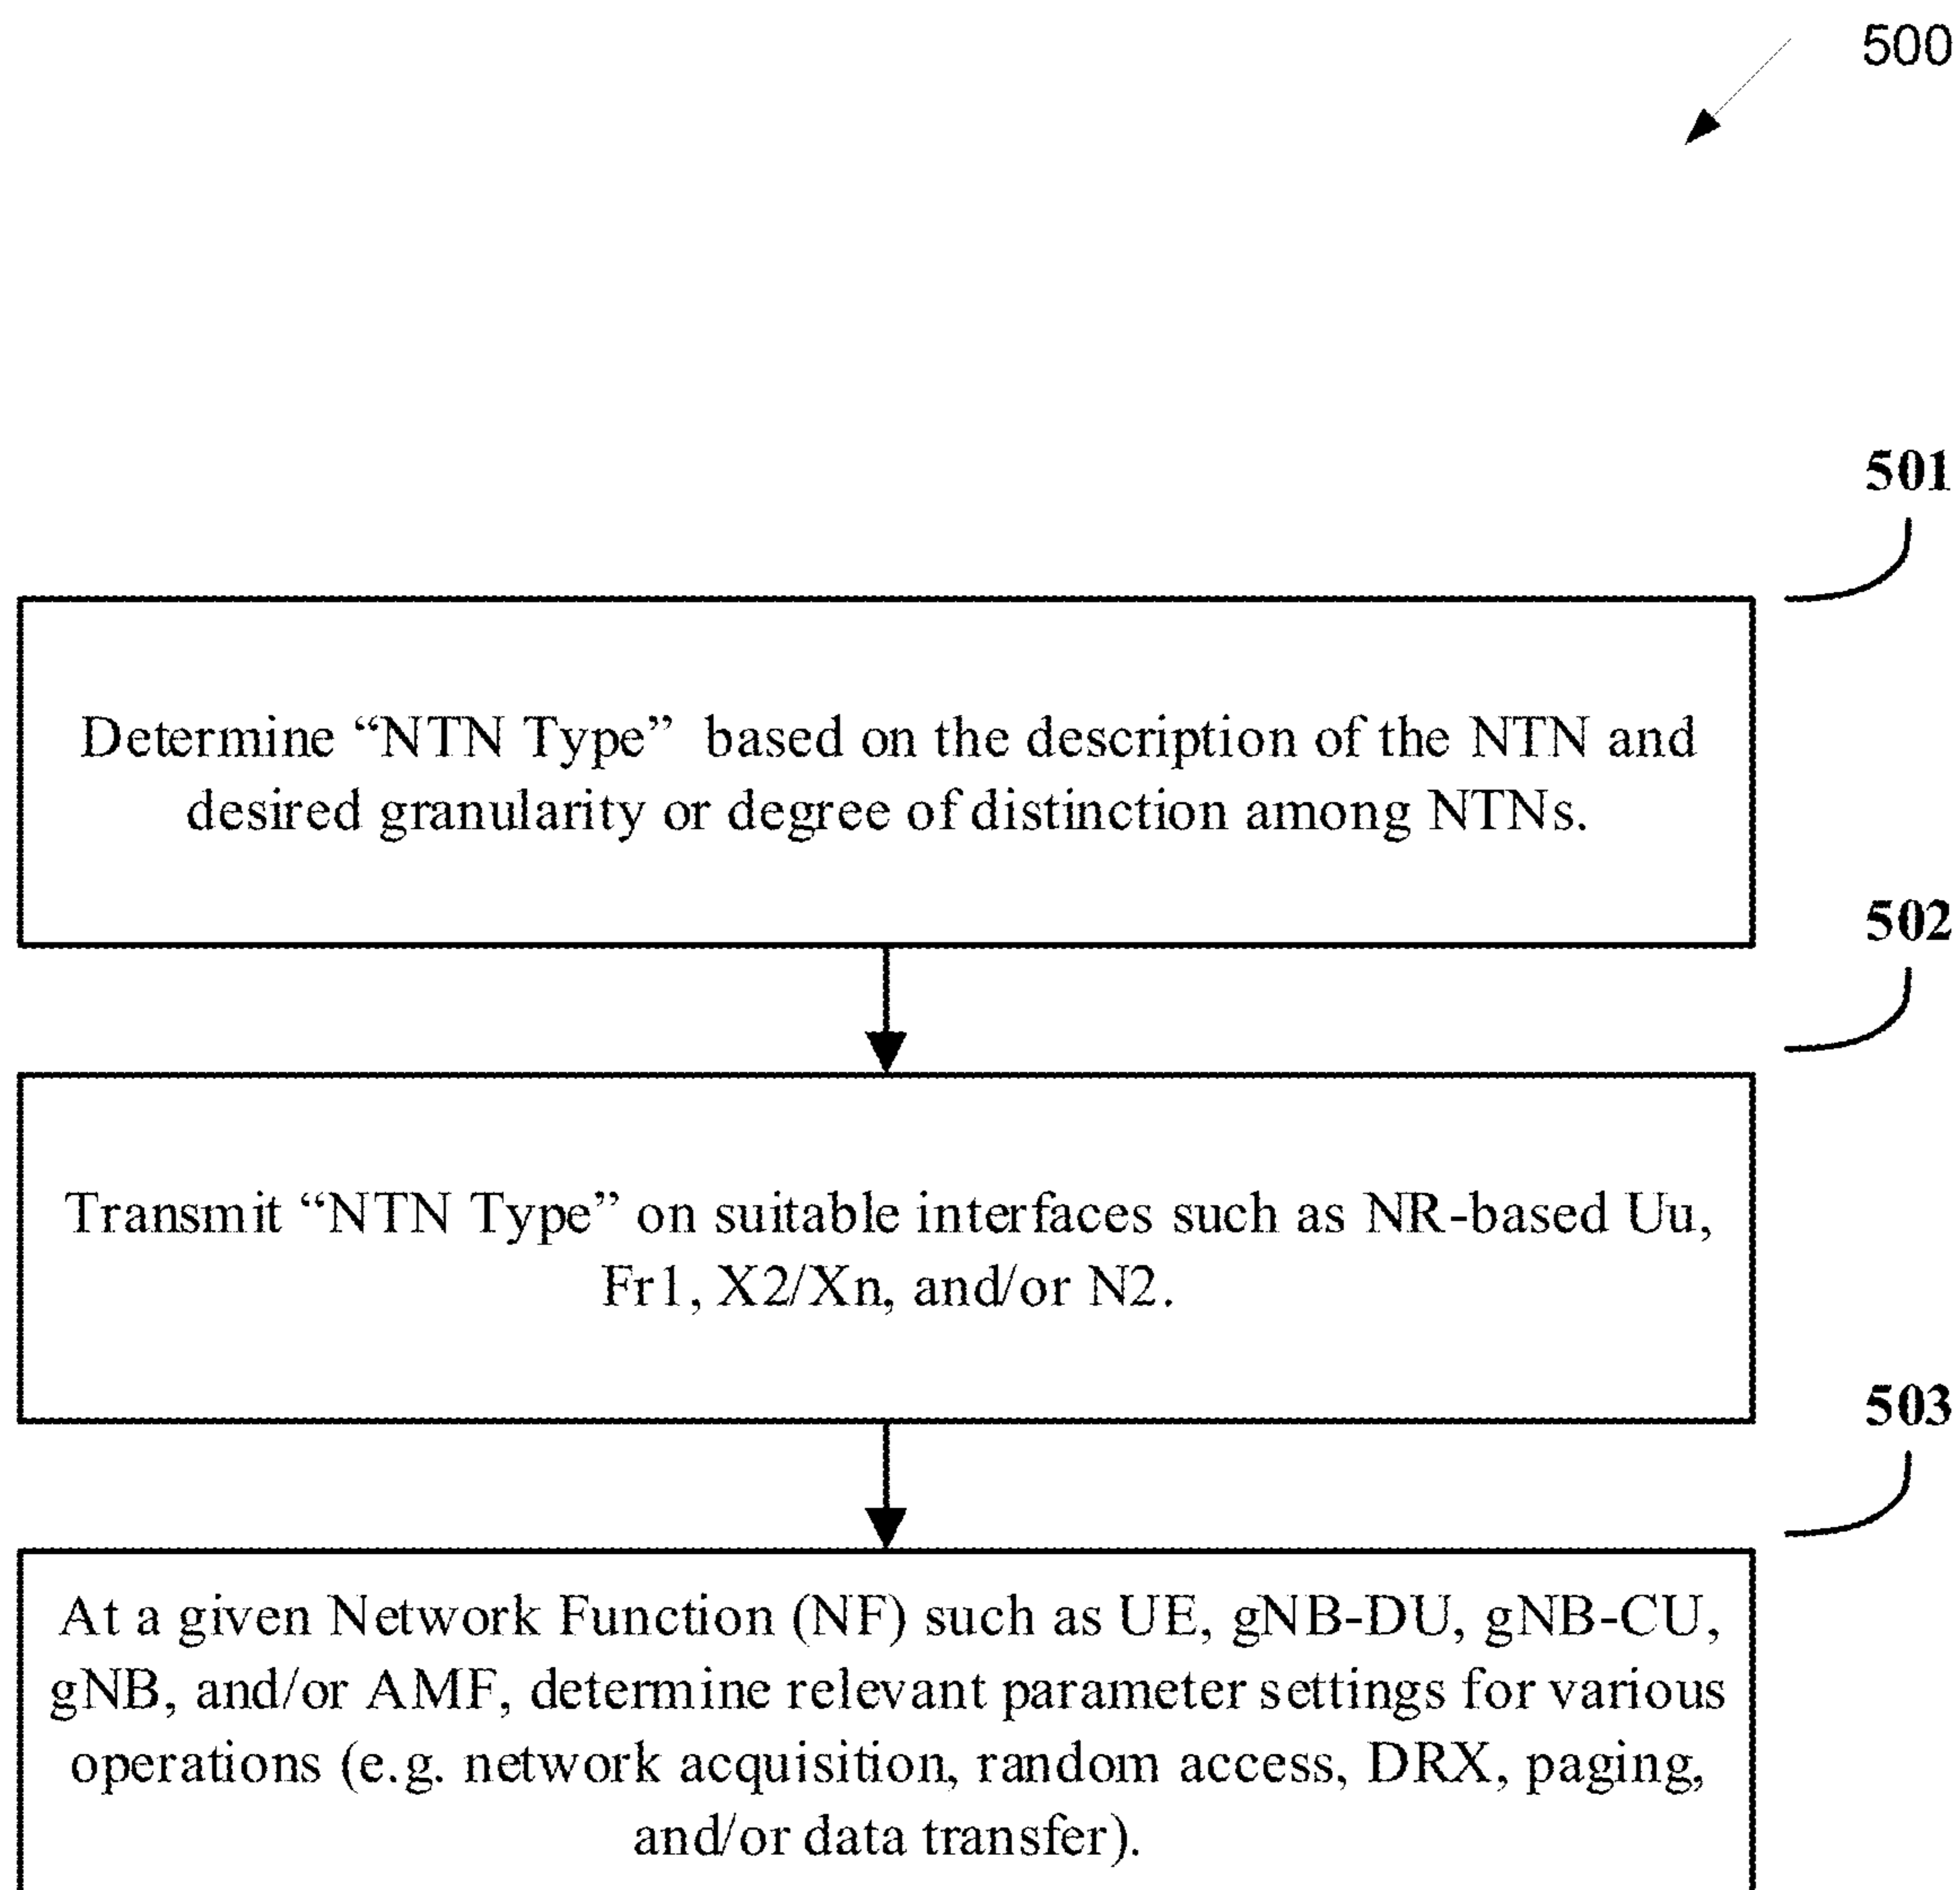 500
501
Determine “NTN Type” based on the description of the NTN and
desired granularity or degree of distinction among NTNs.
502
Transmit “NTN Type” on suitable interfaces such as NR-based Uu,
Fr1, X2/Xn, and/or N2.
503
At a given Network Function (NF) such as UE, gNB-DU, gNB-CU,
gNB, and/or AMF, determine relevant parameter settings for various
operations (e.g. network acquisition, random access, DRX, paging,
and/or data transfer).